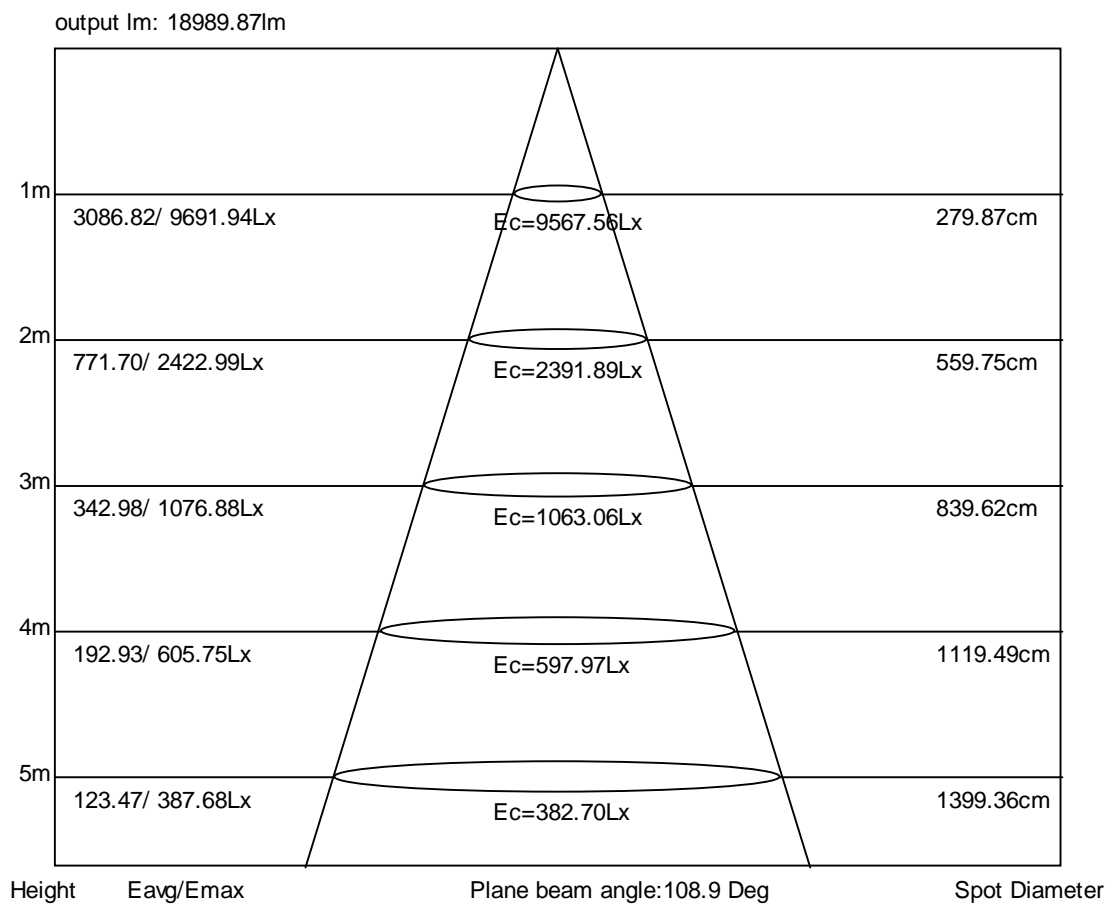 output lm: 18989.87lm
1m
3086.82/ 9691.94Lx
Ec=9567.56Lx
279.87cm
2m
771.70/ 2422.99Lx
Ec=2391.89Lx
559.75cm
3m
342.98/ 1076.88Lx
Ec=1063.06Lx
839.62cm
4m
192.93/ 605.75Lx
Ec=597.97Lx
1119.49cm
5m
123.47/ 387.68Lx
Ec=382.70Lx
1399.36cm
Height Eavg/Emax Plane beam angle:108.9 Deg Spot Diameter